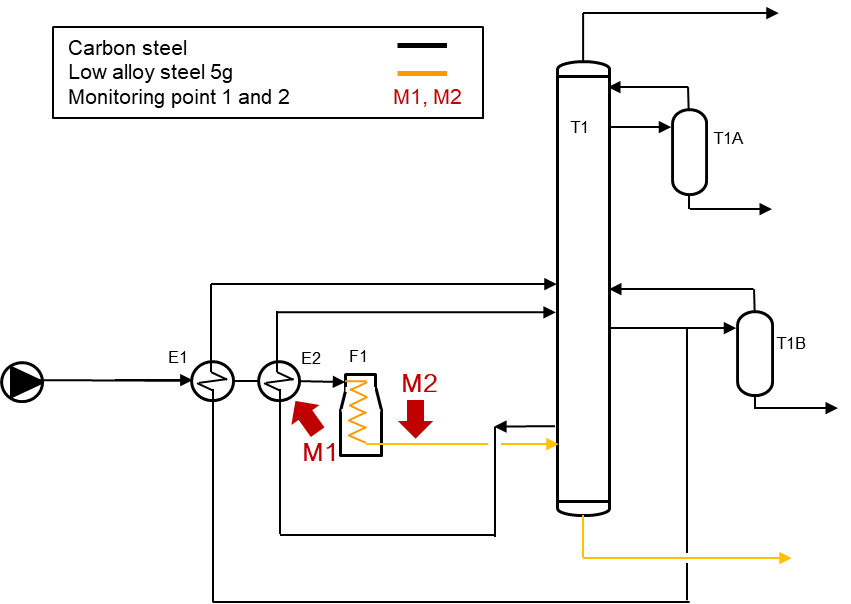 Carbon steel
Low alloy steel 5g
Monitoring point 1 and 2 M1, M2
T1
T1A
E1
E2
F1
T1B
M2
M1